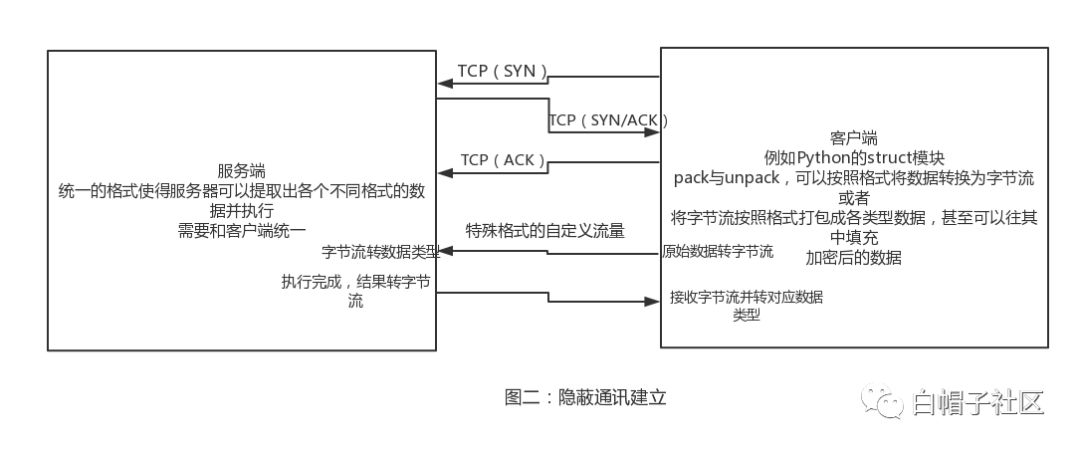 TCP（SYN）
TCP（SYN/ACK）
TCP（ACK）
服务端
统一的格式使得服务器可以提取出各个不同格式的数
据并执行
需要和客户端统一
客户端
例如Python的struct模块
pack与unpack，可以按照格式将数据转换为字节流
或者
将字节流按照格式打包成各类型数据，甚至可以往其
中填充
加密后的数据
特殊格式的自定义流量
字节流转数据类型
原始数据转字节流
执行完成，结果转字节
流
接收字节流并转对应数据
类型
图二：隐蔽通讯建立
白帽子社区